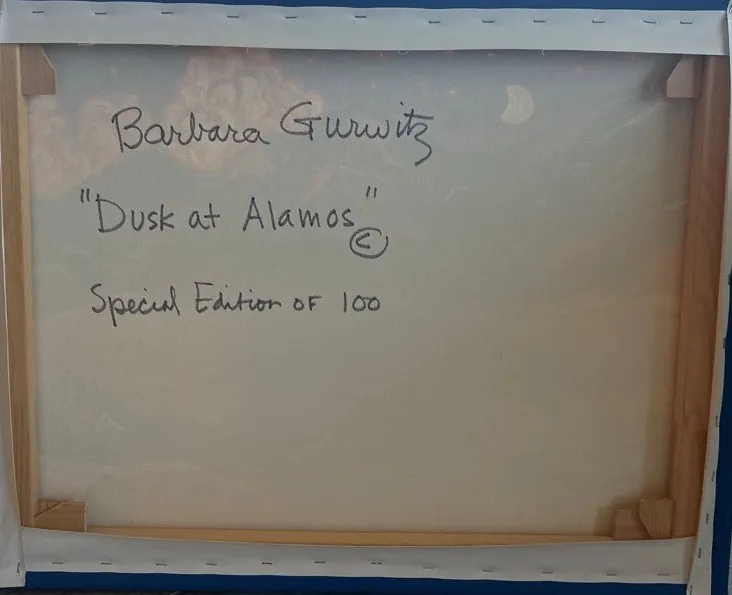 Barbara Gurwitz
"Dusk at Alamos" ©
Special Edition OF 100